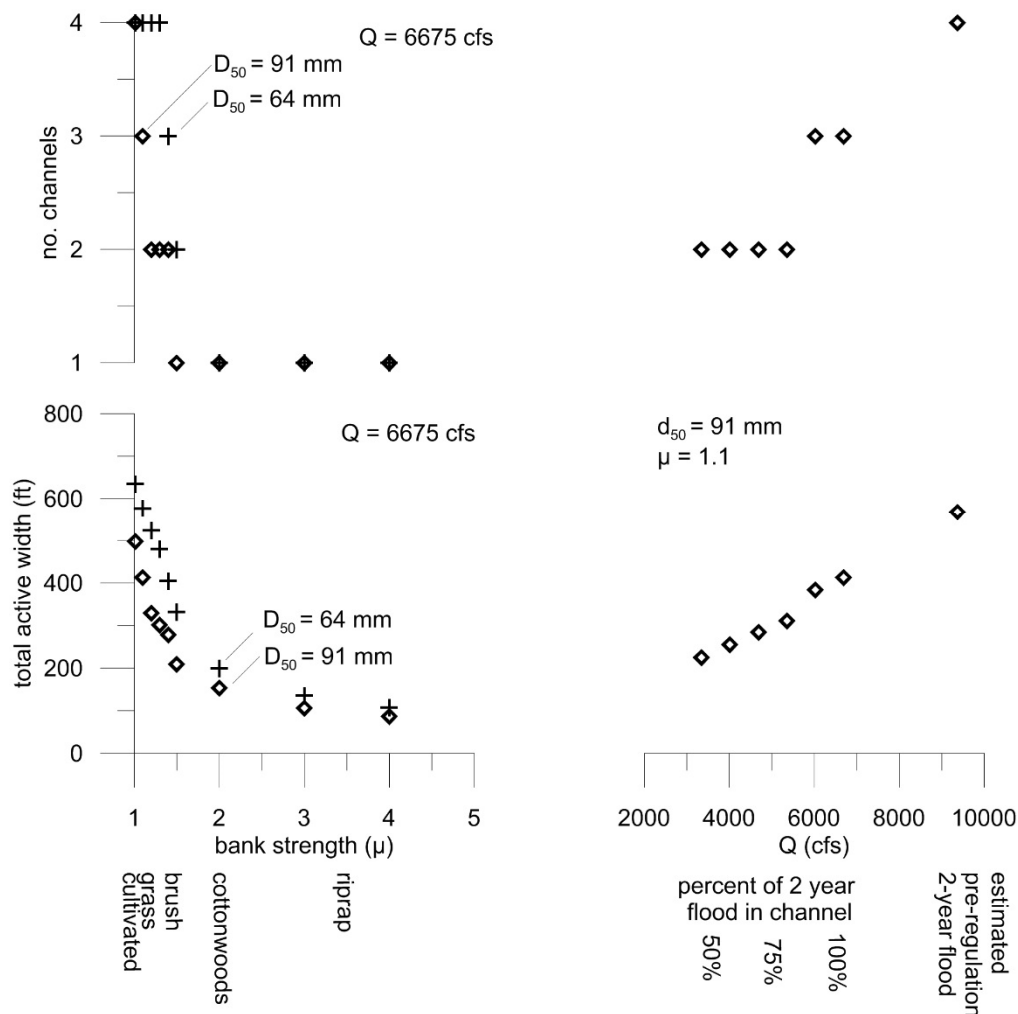 4
3
2
1
no. channels
Q = 6675 cfs
D50 = 91 mm
D50 = 64 mm
800
600
400
200
0
total active width (ft)
Q = 6675 cfs
D50 = 64 mm
D50 = 91 mm
d50 = 91 mm
µ = 1.1
1 2 3 4 5
bank strength (µ)
cultivated
grass
brush
cottonwoods
riprap
2000 4000 6000 8000 10000
Q (cfs)
percent of 2 year
flood in channel
50%
75%
100%
estimated
pre-regulation
2-year flood